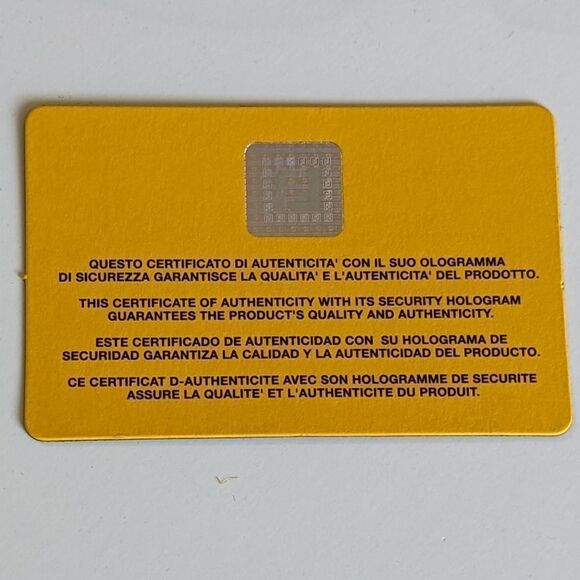 QUESTO CERTIFICATO DI AUTENTICITA' CON IL SUO OLOGRAMMA
DI SICUREZZA GARANTISCE LA QUALITA' E L'AUTENTICITA' DEL PRODOTTO.
THIS CERTIFICATE OF AUTHENTICITY WITH ITS SECURITY HOLOGRAM
GUARANTEES THE PRODUCT'S QUALITY AND AUTHENTICITY.
ESTE CERTIFICADO DE AUTENTICIDAD CON SU HOLOGRAMA DE
SECURIDAD GARANTIZA LA CALIDAD Y LA AUTENTICIDAD DEL PRODUCTO.
CE CERTIFICAT D-AUTHENTICITE AVEC SON HOLOGRAMME DE SECURITE
ASSURE LA QUALITE' ET L'AUTHENTICITE DU PRODUIT.